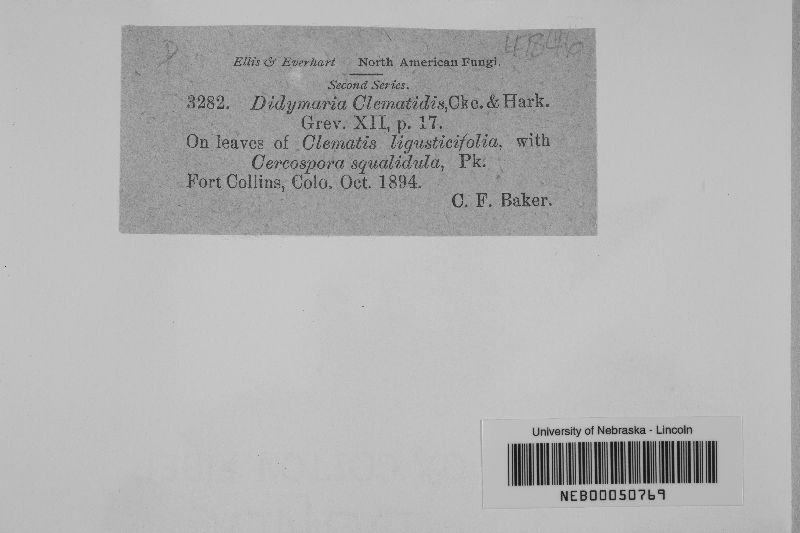 D
Ellis & Everhart North American Fungi.
Second Series.
3282. Didymaria Clematidis, Cke. & Hark.
Grev. XII, p. 17.
On leaves of Clematis ligusticifolia, with
Cercospora squalidula, Pk.
Fort Collins, Colo. Oct. 1894.
C. F. Baker.
University of Nebraska - Lincoln
NEB00050769